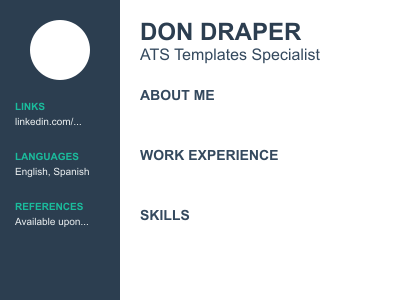 DON DRAPER
ATS Templates Specialist
LINKS
linkedin.com/...
LANGUAGES
English, Spanish
REFERENCES
Available upon...
ABOUT ME
WORK EXPERIENCE
SKILLS